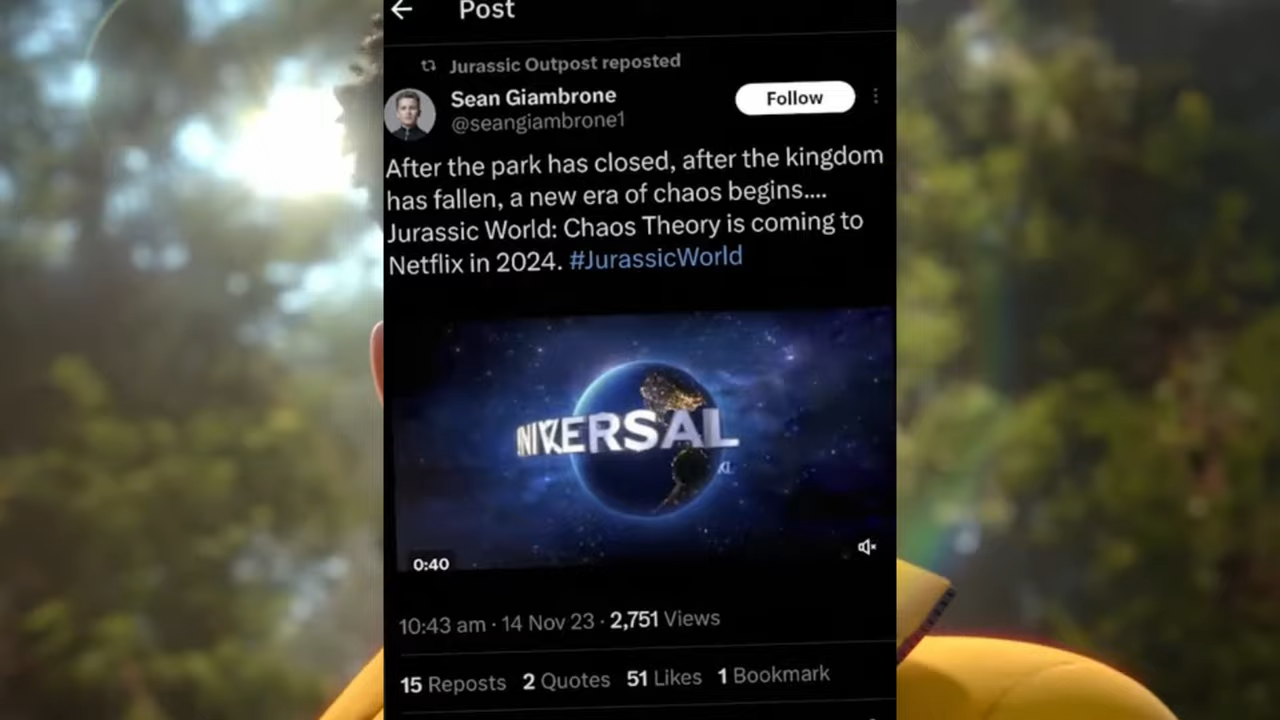 Post
Jurassic Outpost reposted
Sean Giambrone
Follow
@seangiambrone1
After the park has closed, after the kingdom
has fallen, a new era of chaos begins....
Jurassic World: Chaos Theory is coming to
Netflix in 2024. #JurassicWorld
NIVERSAL
0:40
10:43 am · 14 Nov 23 · 2,751 Views
15 Reposts 2 Quotes 51 Likes 1 Bookmark